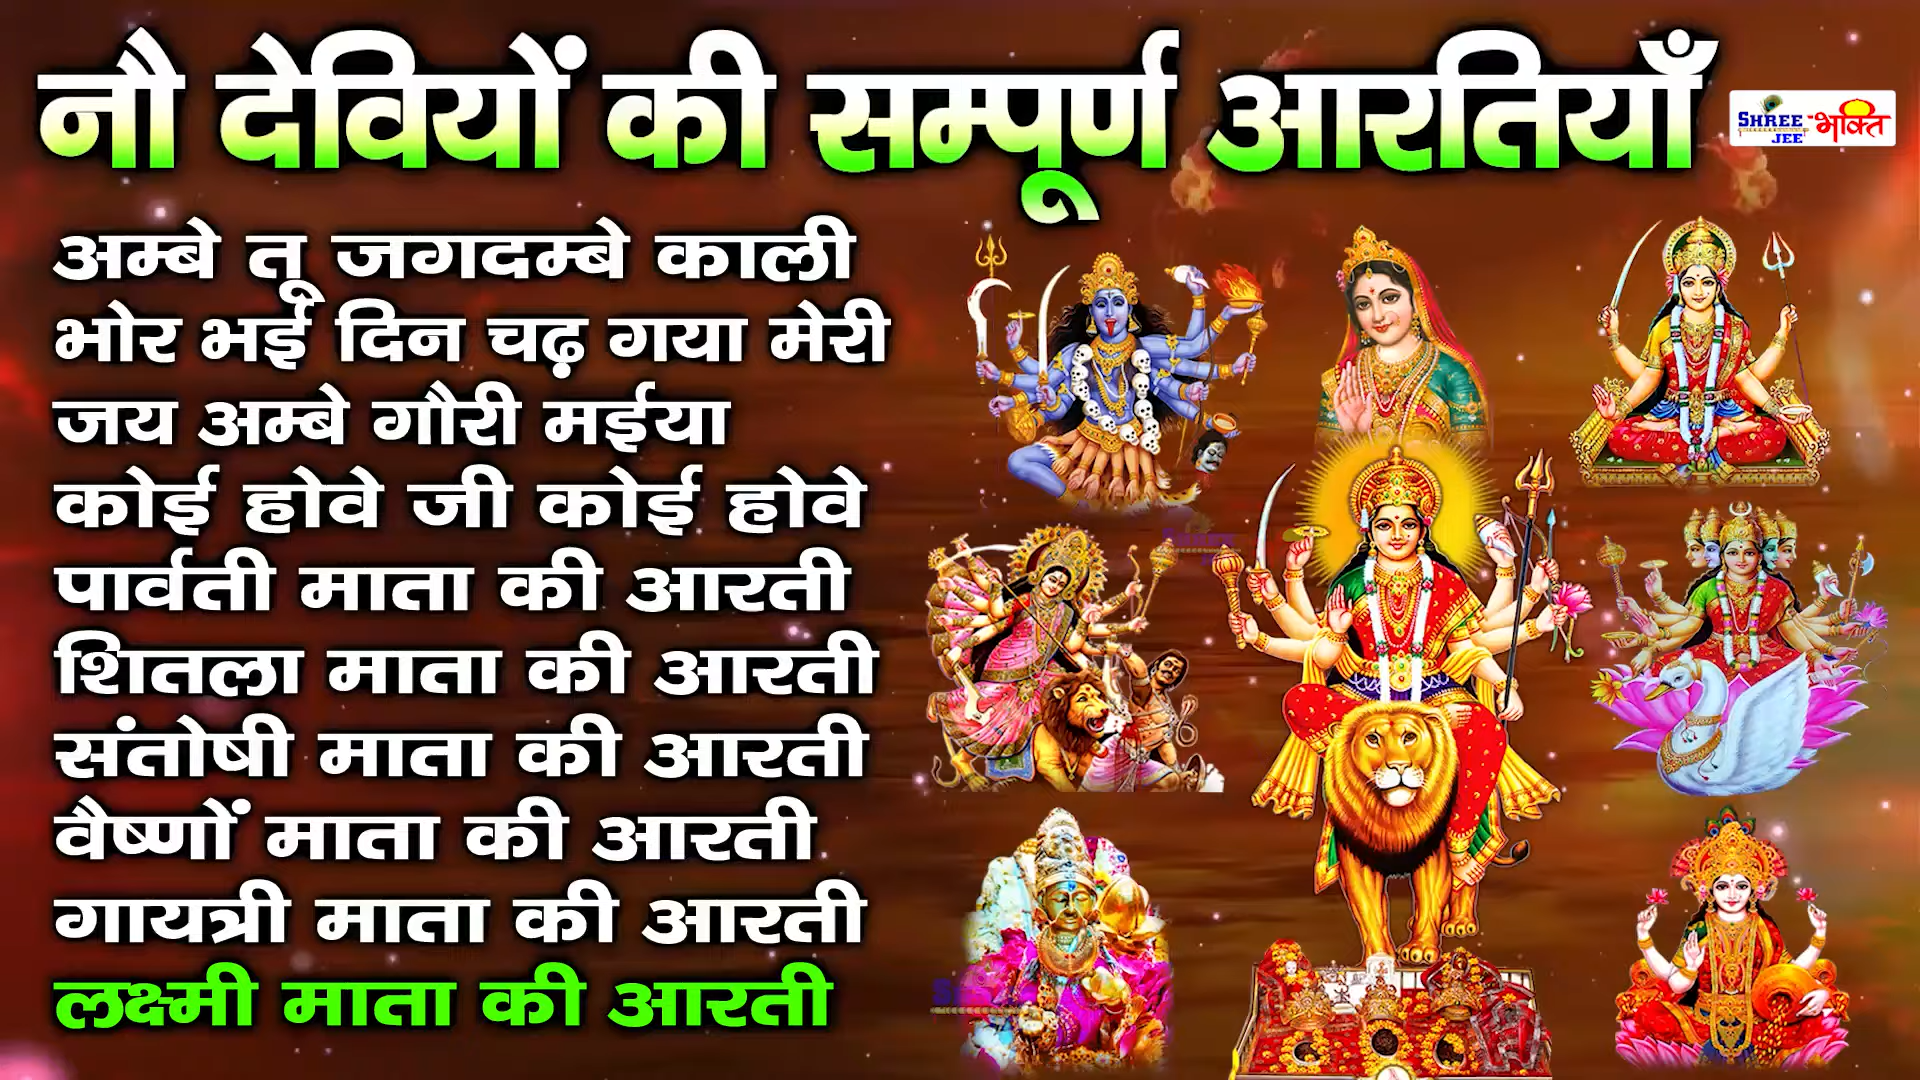 नौ देवियों की सम्पूर्ण आरतियाँ
SHREE JEE भक्ति
अम्बे तू जगदम्बे काली
भोर भई दिन चढ़ गया मेरी
जय अम्बे गौरी मईया
कोई होवे जी कोई होवे
पार्वती माता की आरती
शितला माता की आरती
संतोषी माता की आरती
वैष्णों माता की आरती
गायत्री माता की आरती
लक्ष्मी माता की आरती